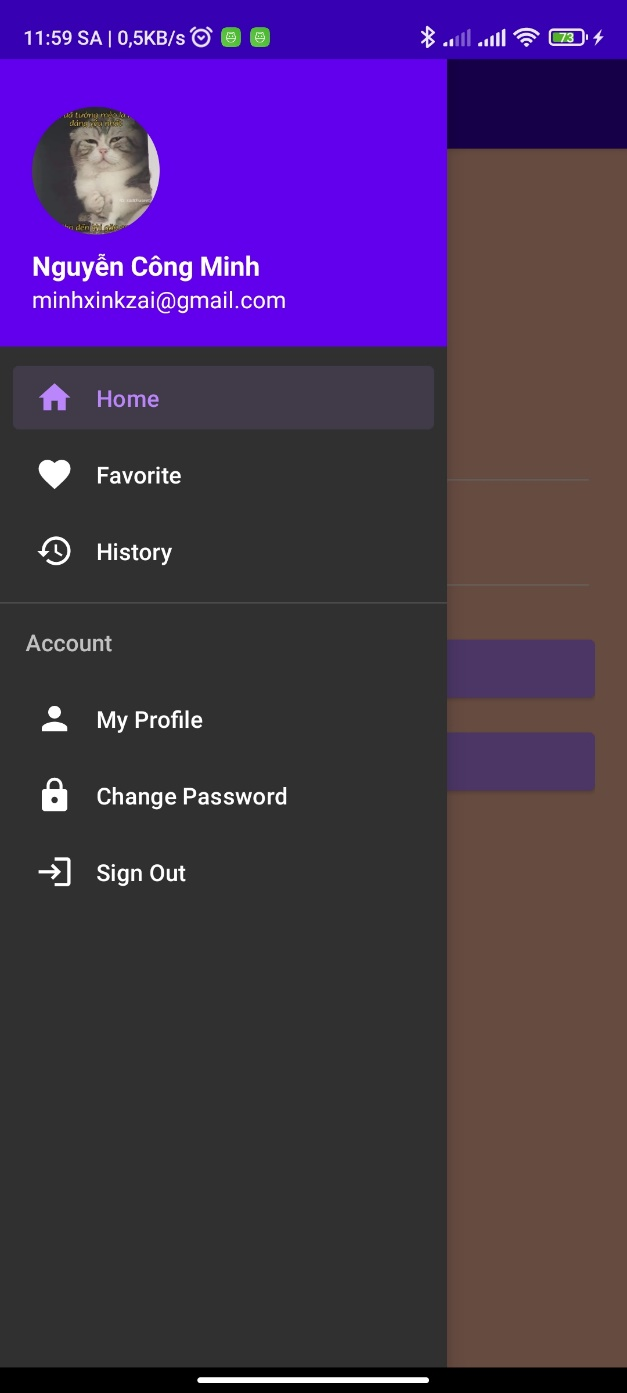 11:59 SA | 0,5KB/s
73
Nguyễn Công Minh
minhxinkzai@gmail.com
Home
Favorite
History
Account
My Profile
Change Password
Sign Out